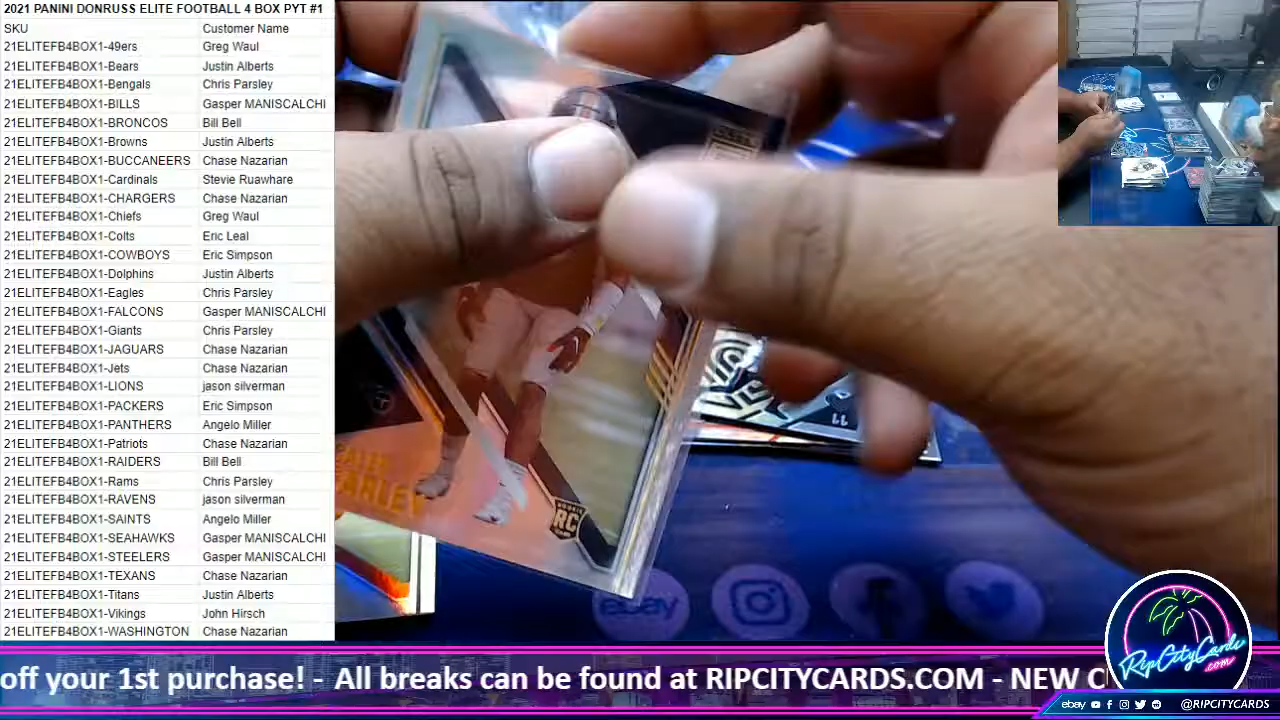 2021 PANINI DONRUSS ELITE FOOTBALL 4 BOX PYT #1
SKU Customer Name
21ELITEFB4BOX1-49ers Greg Waul
21ELITEFB4BOX1-Bears Justin Alberts
21ELITEFB4BOX1-Bengals Chris Parsley
21ELITEFB4BOX1-BILLS Gasper MANISCALCHI
21ELITEFB4BOX1-BRONCOS Bill Bell
21ELITEFB4BOX1-Browns Justin Alberts
21ELITEFB4BOX1-BUCCANEERS Chase Nazarian
21ELITEFB4BOX1-Cardinals Stevie Ruawhare
21ELITEFB4BOX1-CHARGERS Chase Nazarian
21ELITEFB4BOX1-Chiefs Greg Waul
21ELITEFB4BOX1-Colts Eric Leal
21ELITEFB4BOX1-COWBOYS Eric Simpson
21ELITEFB4BOX1-Dolphins Justin Alberts
21ELITEFB4BOX1-Eagles Chris Parsley
21ELITEFB4BOX1-FALCONS Gasper MANISCALCHI
21ELITEFB4BOX1-Giants Chris Parsley
21ELITEFB4BOX1-JAGUARS Chase Nazarian
21ELITEFB4BOX1-Jets Chase Nazarian
21ELITEFB4BOX1-LIONS jason silverman
21ELITEFB4BOX1-PACKERS Eric Simpson
21ELITEFB4BOX1-PANTHERS Angelo Miller
21ELITEFB4BOX1-Patriots Chase Nazarian
21ELITEFB4BOX1-RAIDERS Bill Bell
21ELITEFB4BOX1-Rams Chris Parsley
21ELITEFB4BOX1-RAVENS jason silverman
21ELITEFB4BOX1-SAINTS Angelo Miller
21ELITEFB4BOX1-SEAHAWKS Gasper MANISCALCHI
21ELITEFB4BOX1-STEELERS Gasper MANISCALCHI
21ELITEFB4BOX1-TEXANS Chase Nazarian
21ELITEFB4BOX1-Titans Justin Alberts
21ELITEFB4BOX1-Vikings John Hirsch
21ELITEFB4BOX1-WASHINGTON Chase Nazarian
RC
11
ebay
RipCityCards
.com
off your 1st purchase! - All breaks can be found at RIPCITYCARDS.COM - NEW
ebay @RIPCITYCARDS